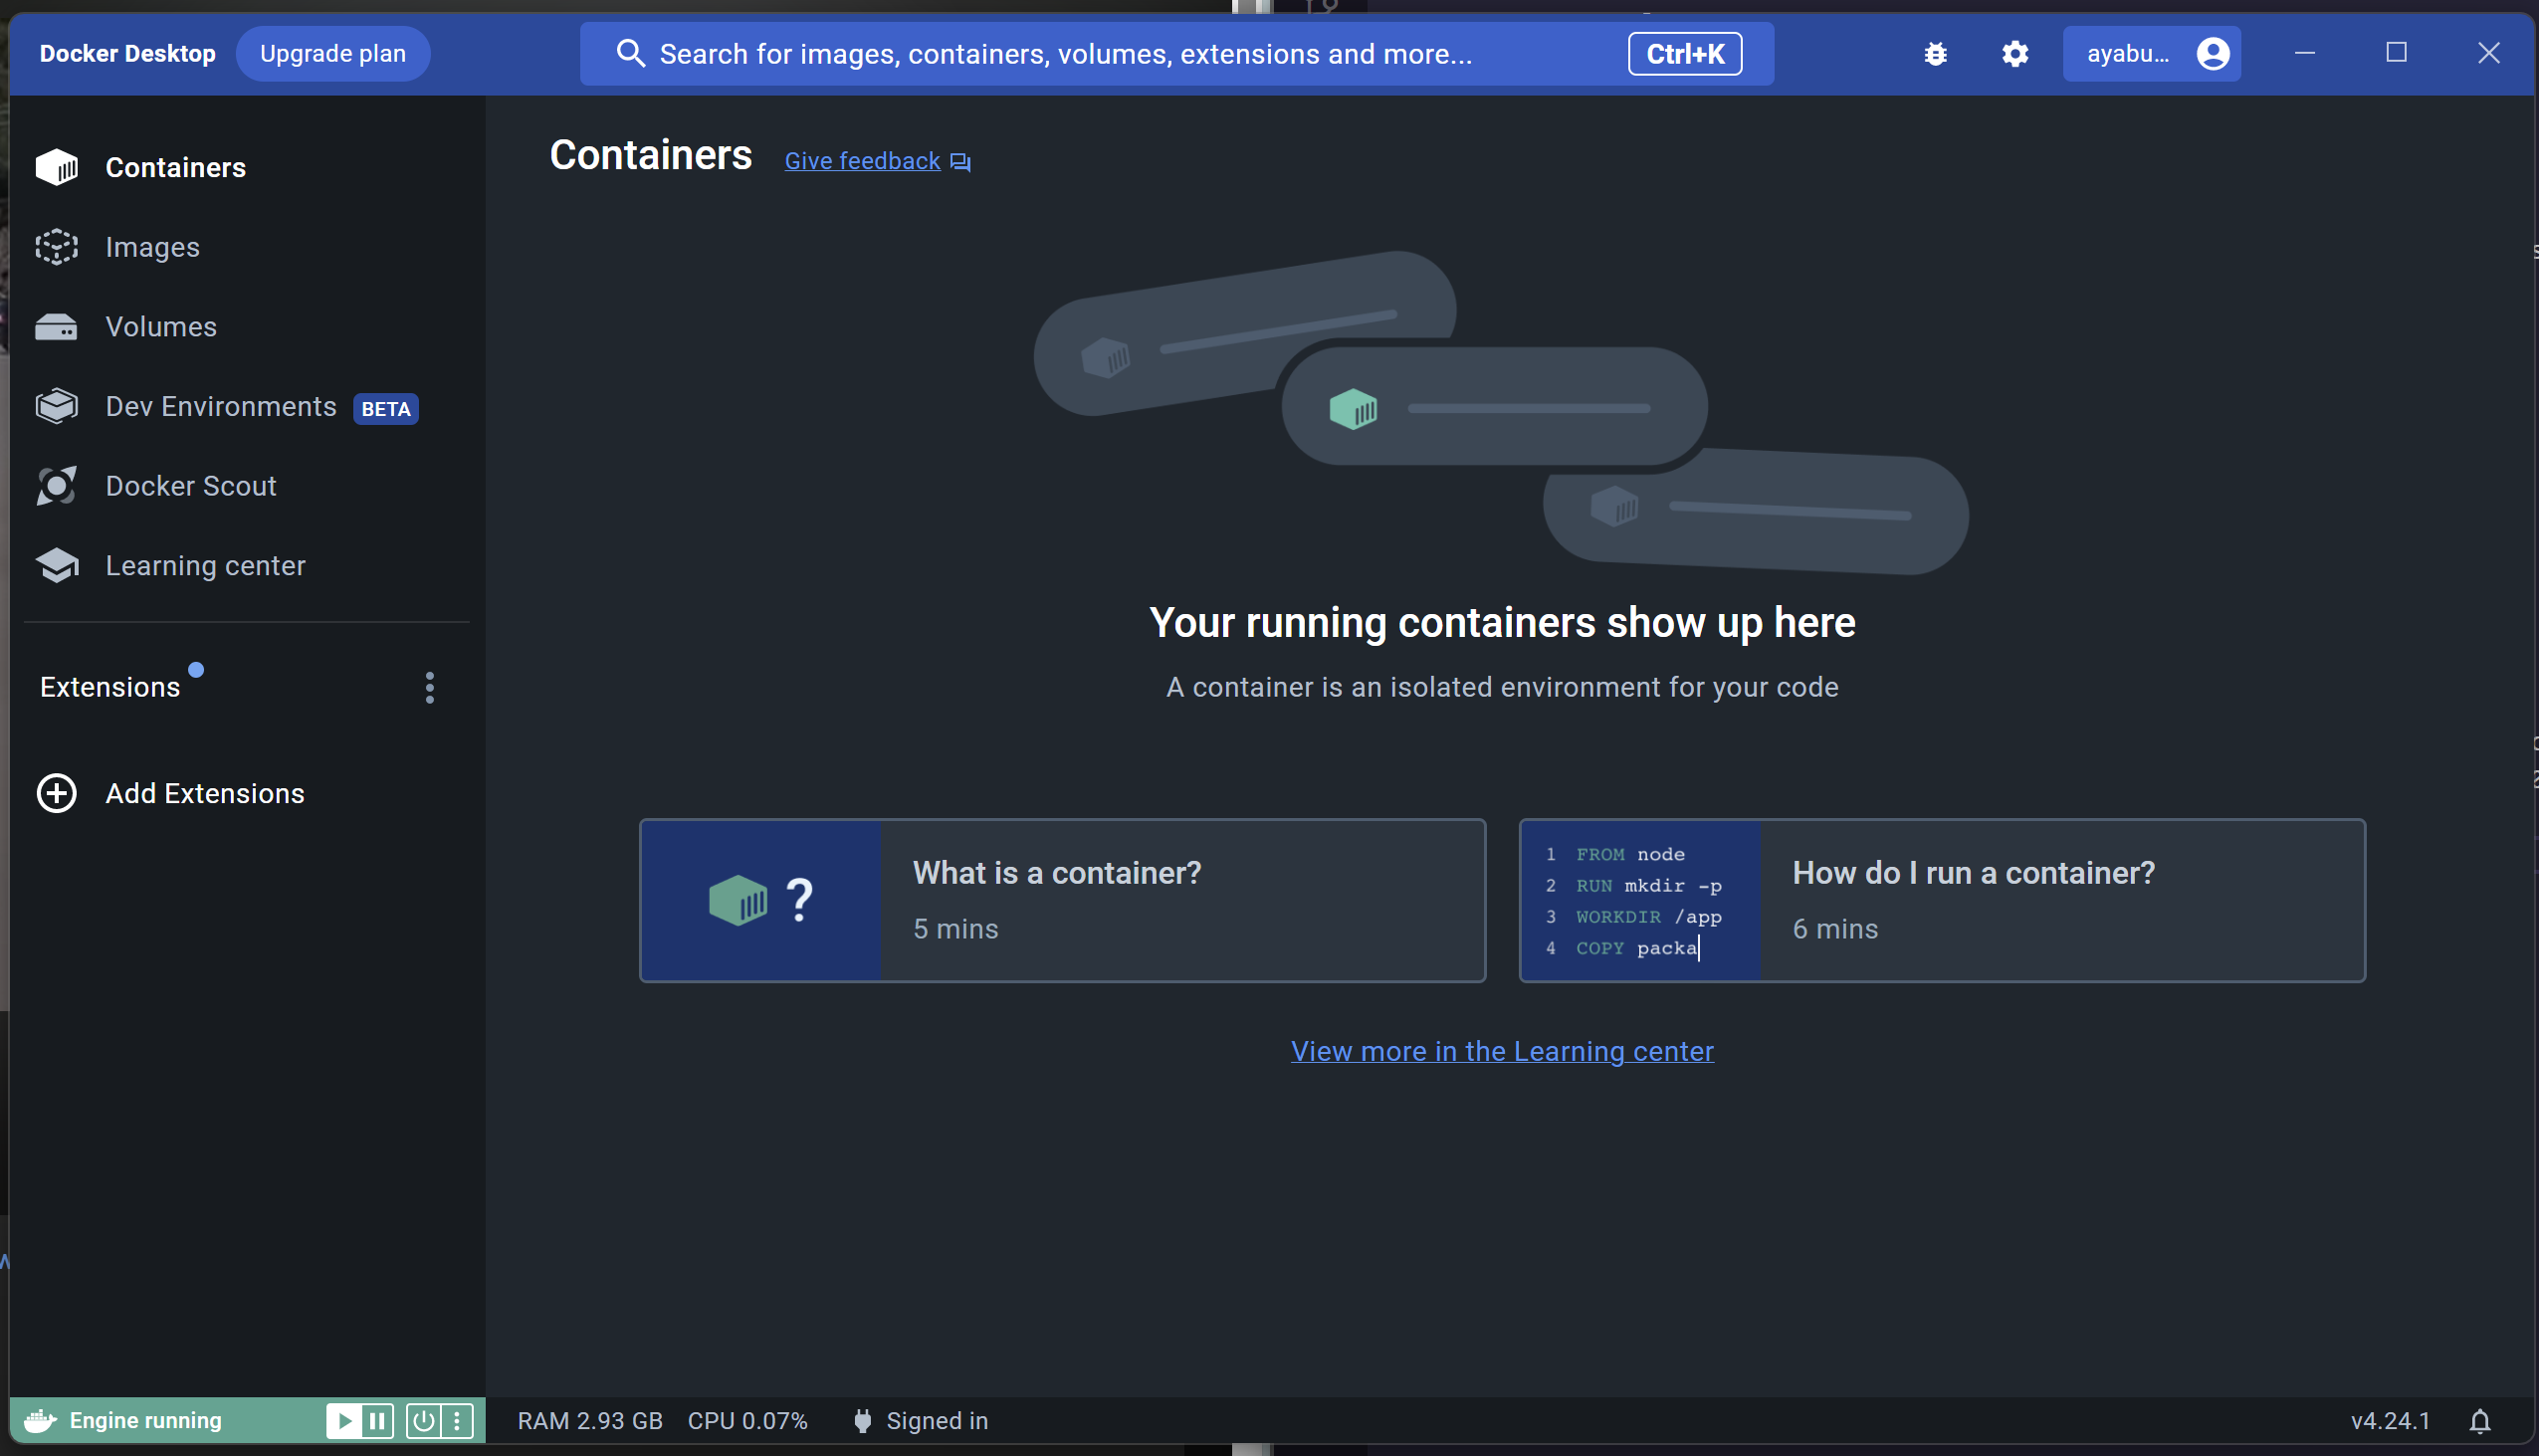 Docker Desktop
Upgrade plan
Search for images, containers, volumes, extensions and more...
Ctrl+K
ayabu...
Containers
Images
Volumes
Dev Environments BETA
Docker Scout
Learning center
Extensions
Add Extensions
Containers
Give feedback
Your running containers show up here
A container is an isolated environment for your code
?
What is a container?
5 mins
1 FROM node
2 RUN mkdir -p
3 WORKDIR /app
4 COPY packa
How do I run a container?
6 mins
View more in the Learning center
Engine running
RAM 2.93 GB CPU 0.07%
Signed in
v4.24.1